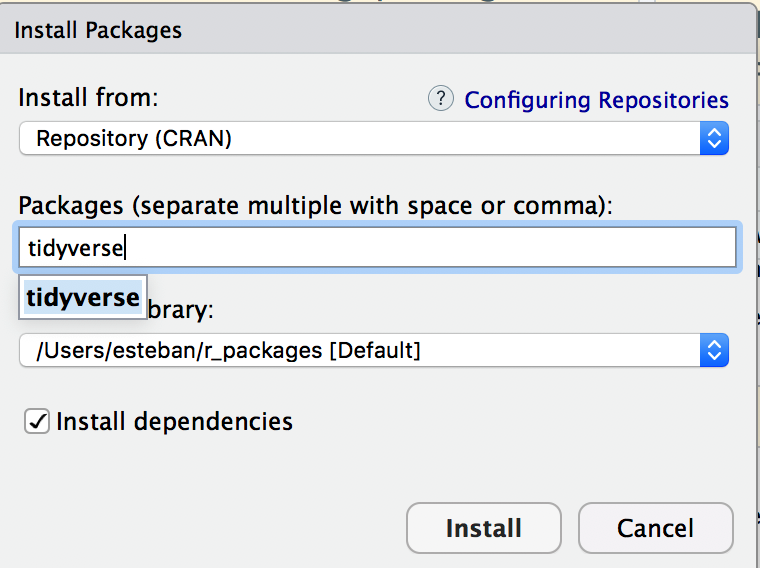 Install Packages
Install from:
? Configuring Repositories
Repository (CRAN)
Packages (separate multiple with space or comma):
tidyverse
tidyverse
brary:
/Users/esteban/r_packages [Default]
Install dependencies
Install
Cancel